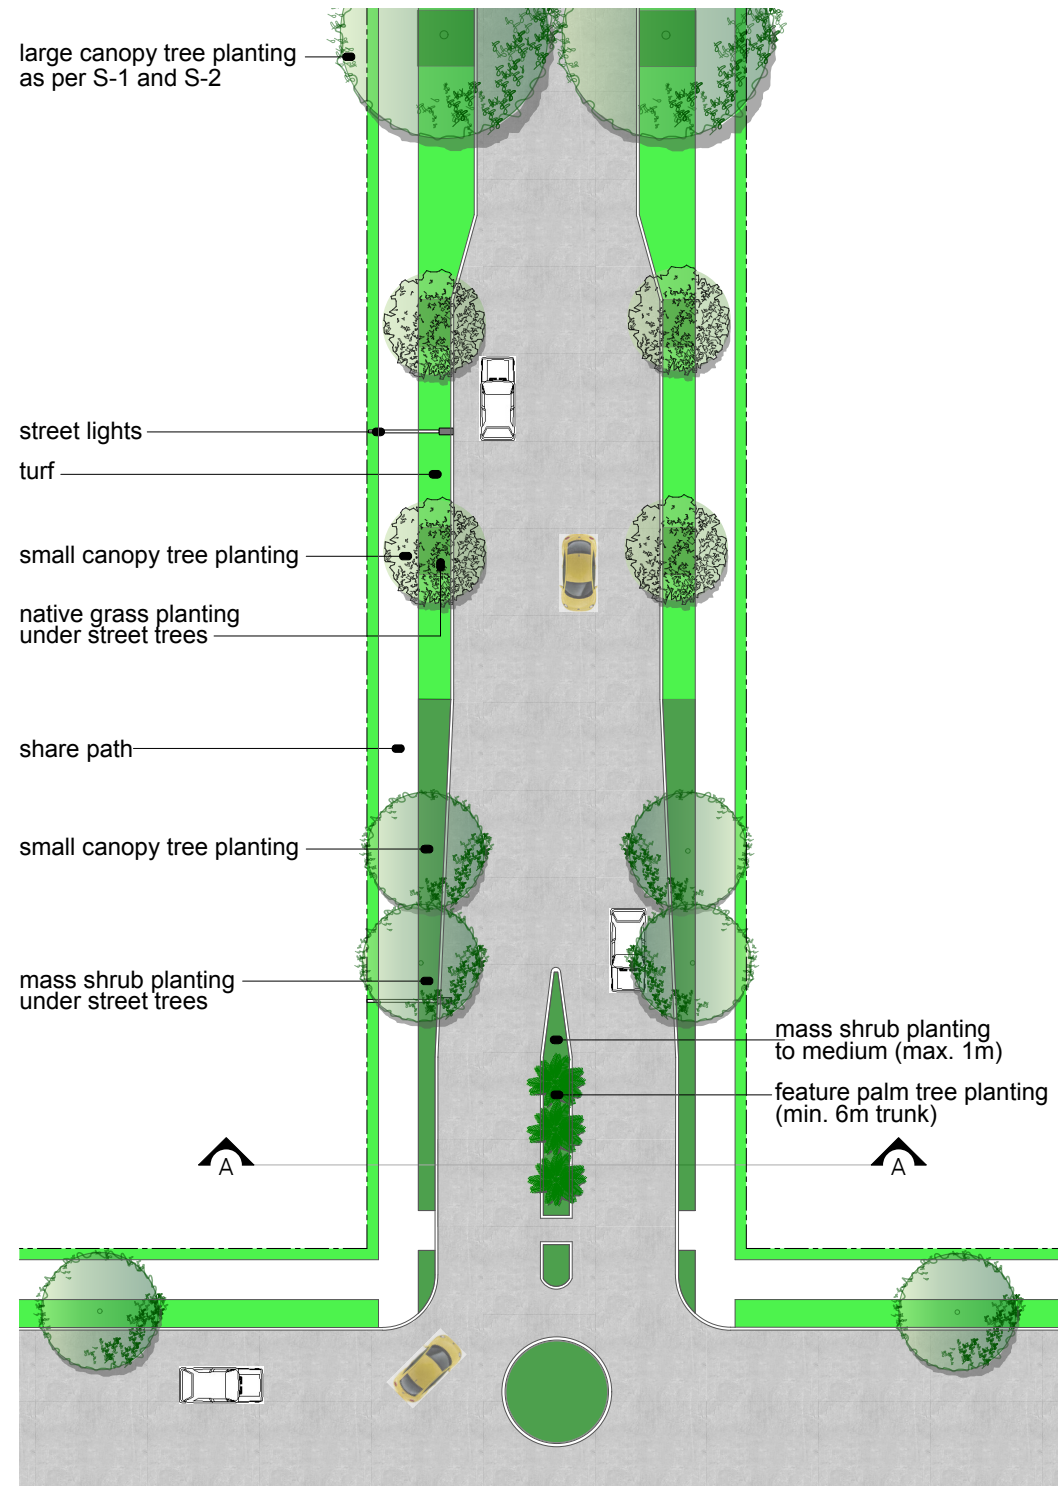 large canopy tree planting
as per S-1 and S-2
street lights
turf
small canopy tree planting
native grass planting
under street trees
share path
small canopy tree planting
mass shrub planting
under street trees
mass shrub planting
to medium (max. 1m)
feature palm tree planting
(min. 6m trunk)
A
A